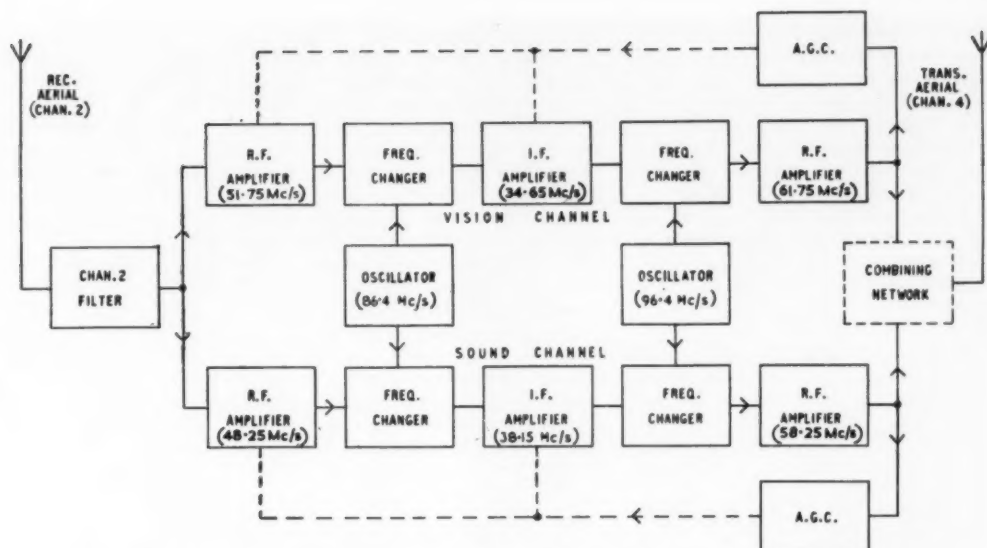 A.G.C.
REC.
AERIAL
(CHAN.2)
TRANS.
AERIAL
(CHAN.4)
R.F.
AMPLIFIER
(51·75 Mc/s)
FREQ.
CHANGER
I.F.
AMPLIFIER
(34·65 Mc/s)
FREQ.
CHANGER
R.F.
AMPLIFIER
(61·75 Mc/s)
VISION CHANNEL
CHAN.2
FILTER
OSCILLATOR
(86·4 Mc/s)
OSCILLATOR
(96·4 Mc/s)
COMBINING
NETWORK
SOUND CHANNEL
R.F.
AMPLIFIER
(48·25 Mc/s)
FREQ.
CHANGER
I.F.
AMPLIFIER
(38·15 Mc/s)
FREQ.
CHANGER
R.F.
AMPLIFIER
(58·25 Mc/s)
A.G.C.